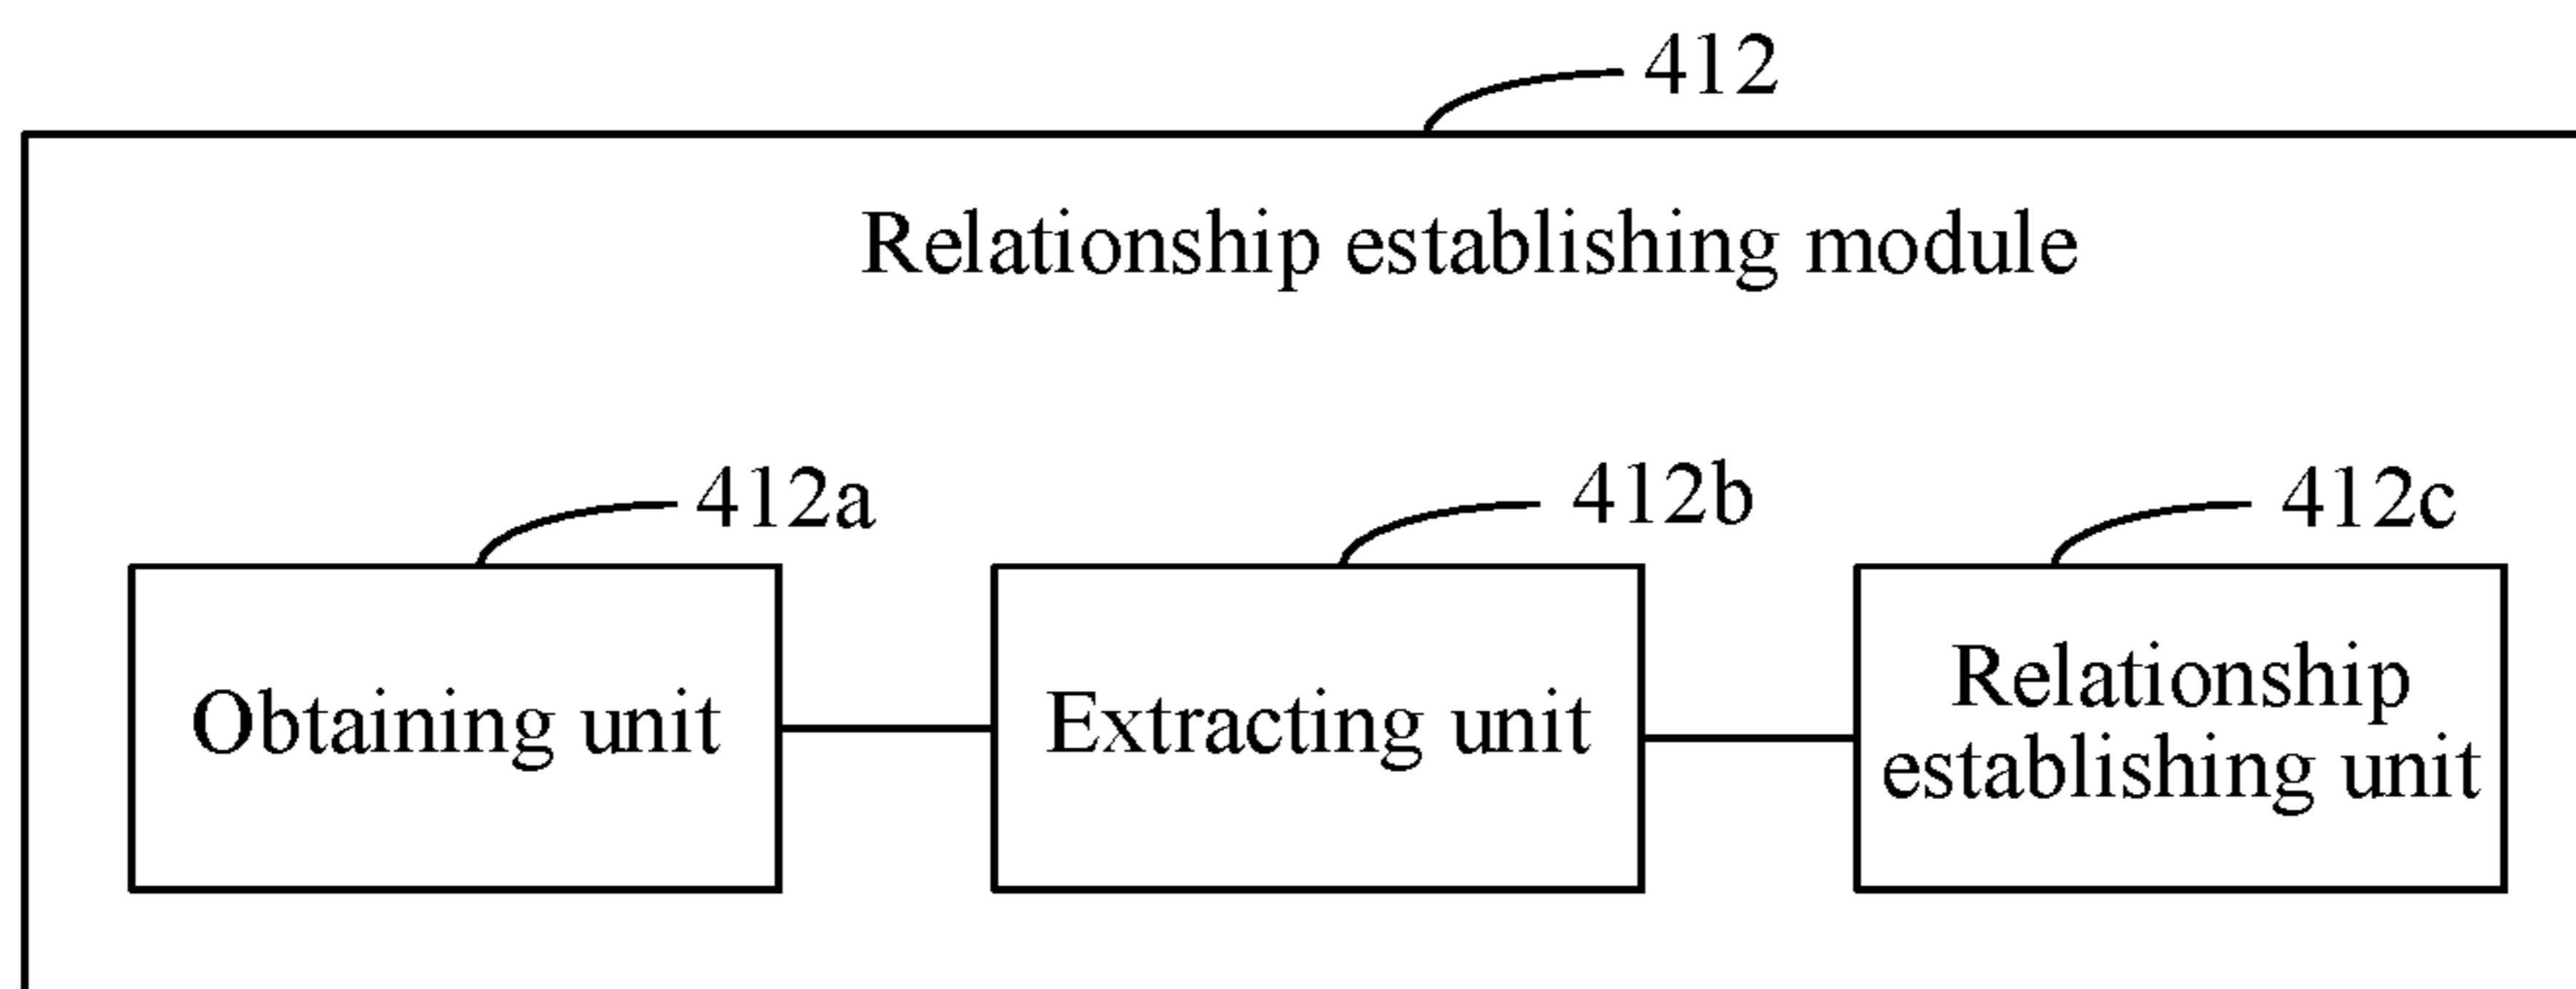 412
Relationship establishing module
412a
412b
412c
Obtaining unit
Extracting unit
Relationship
establishing unit